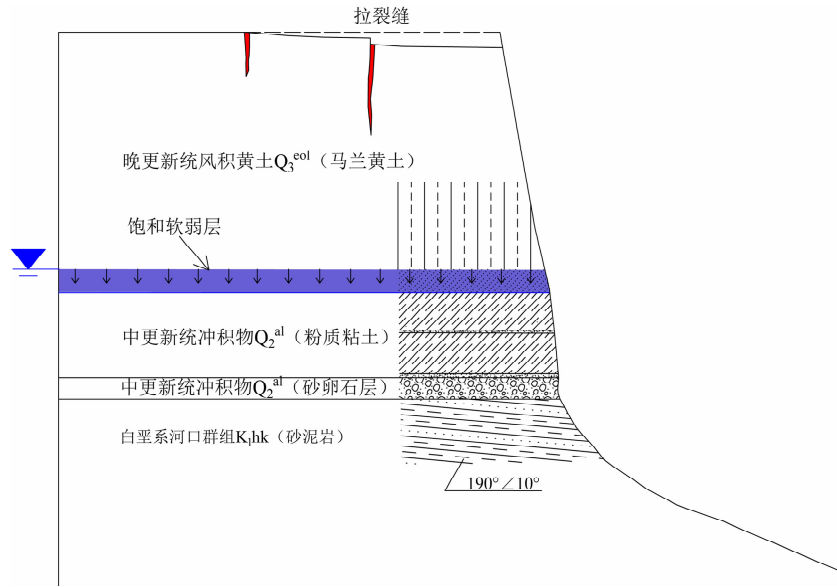 拉裂缝
晚更新统风积黄土Q₃ᵉᵒˡ（马兰黄土）
饱和软弱层
中更新统冲积物Q₂ᵃˡ（粉质粘土）
中更新统冲积物Q₂ᵃˡ（砂卵石层）
白垩系河口群组K₁hk（砂泥岩）
190°∠10°